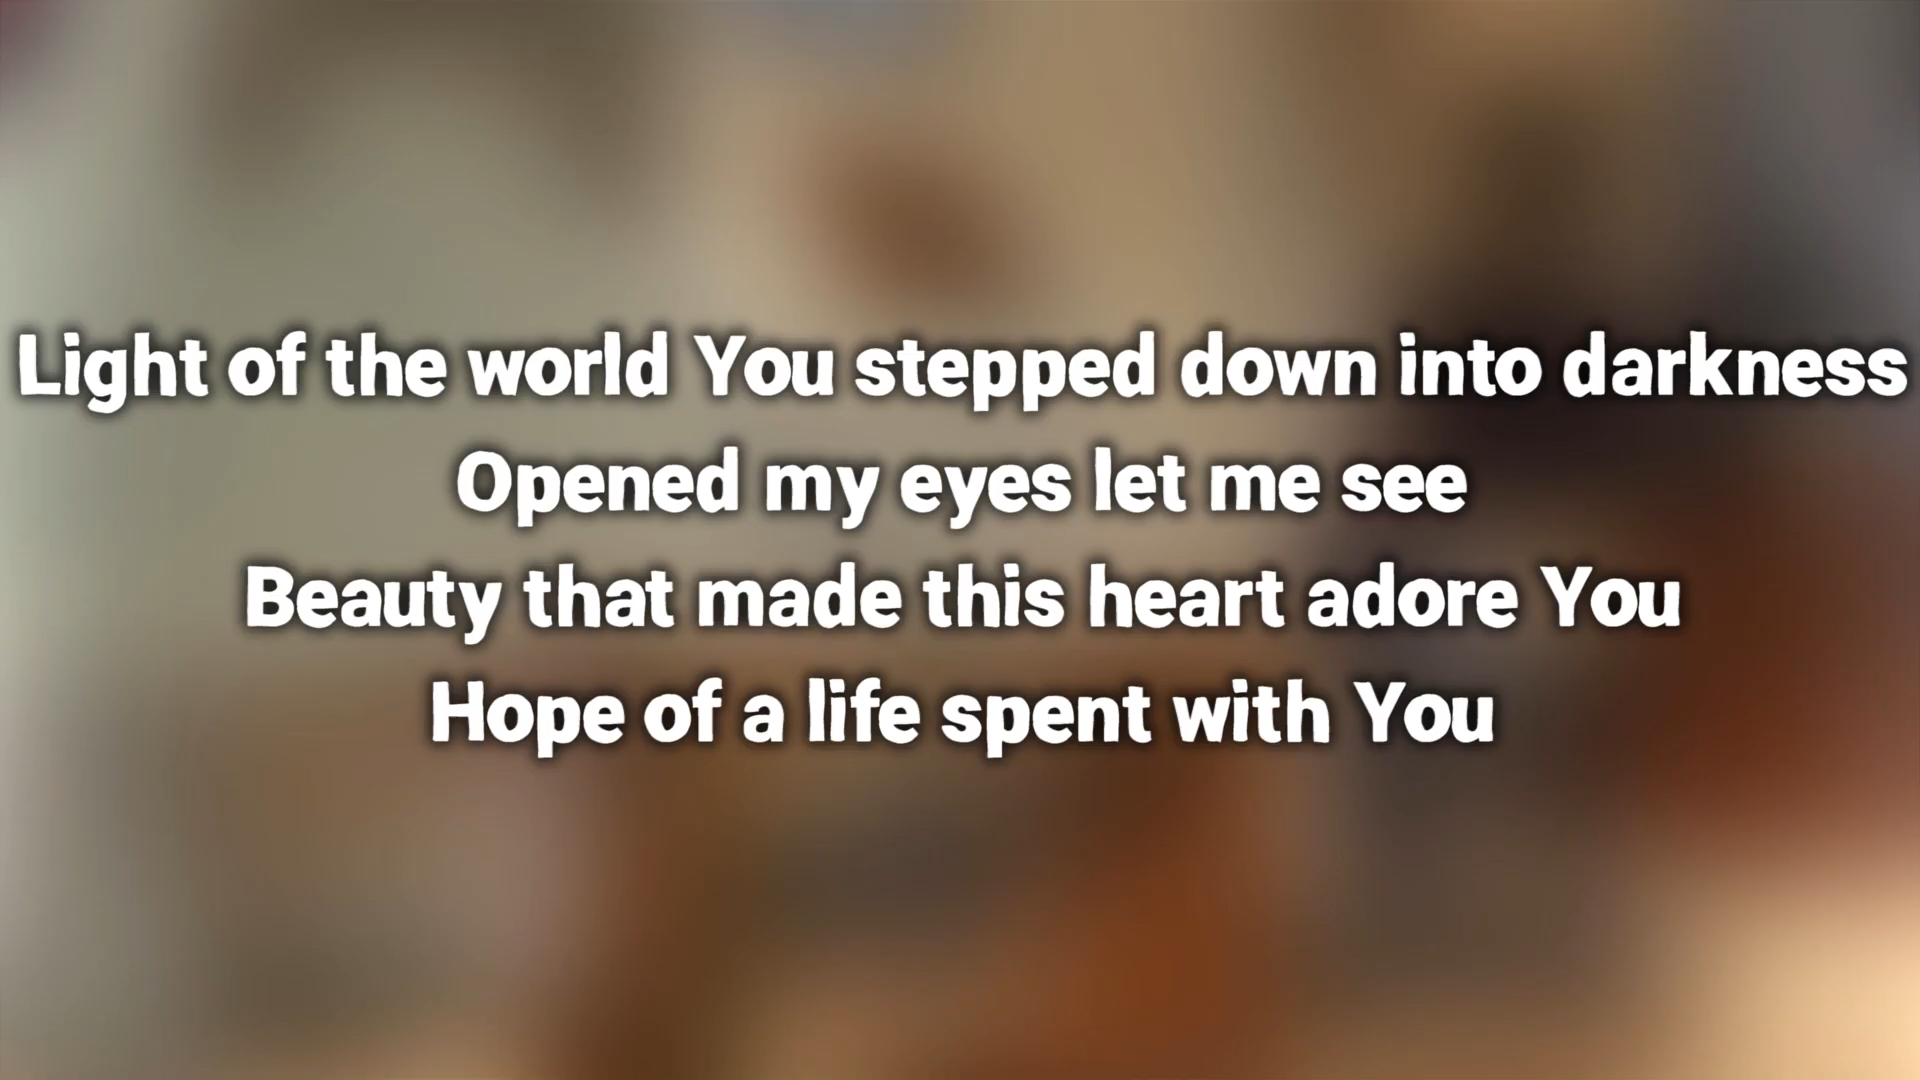 Light of the world You stepped down into darkness
Opened my eyes let me see
Beauty that made this heart adore You
Hope of a life spent with You